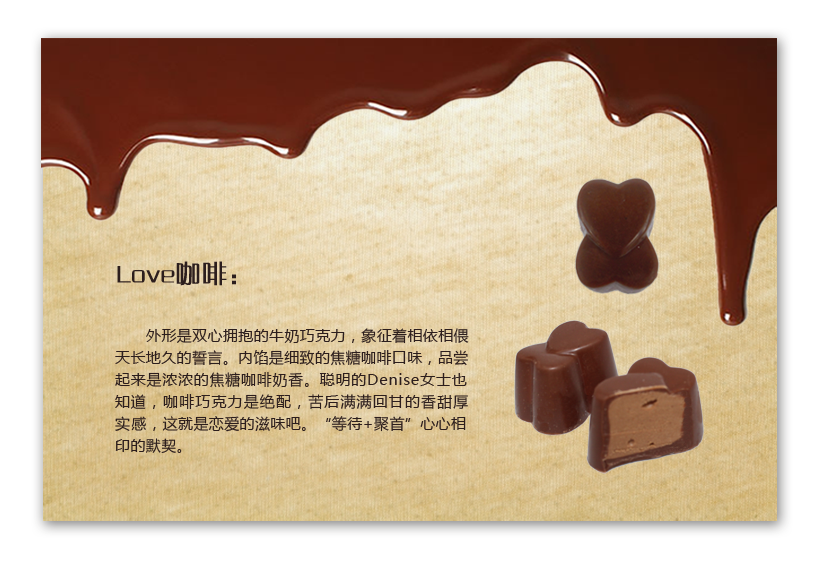 Love咖啡：
外形是双心拥抱的牛奶巧克力，象征着相依相偎
天长地久的誓言。内馅是细致的焦糖咖啡口味，品尝
起来是浓浓的焦糖咖啡奶香。聪明的Denise女士也
知道，咖啡巧克力是绝配，苦后满满回甘的香甜厚
实感，这就是恋爱的滋味吧。“等待+聚首”心心相
印的默契。